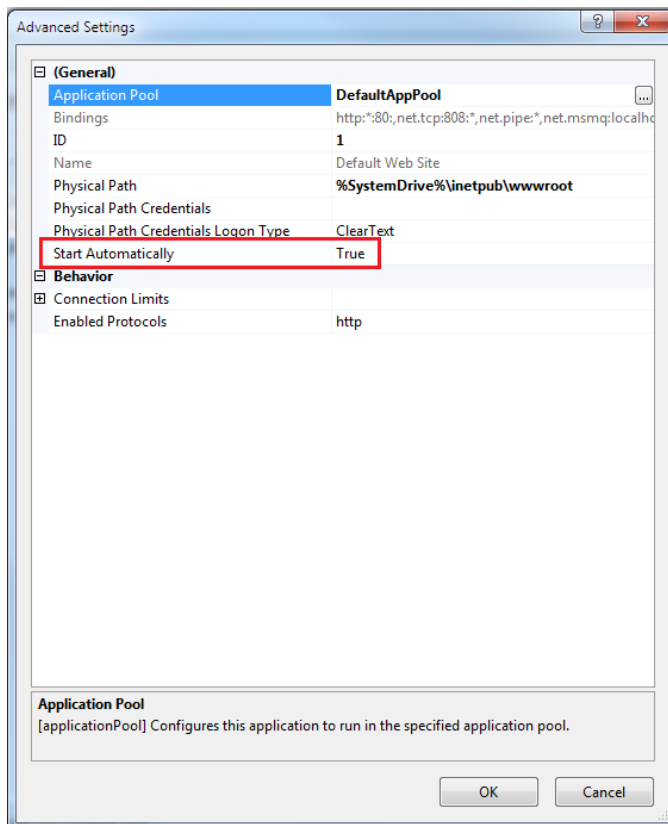 Advanced Settings
(General)
Application Pool DefaultAppPool ...
Bindings http:*:80:,net.tcp:808:*,net.pipe:*,net.msmq:localho
ID 1
Name Default Web Site
Physical Path %SystemDrive%\inetpub\wwwroot
Physical Path Credentials
Physical Path Credentials Logon Type ClearText
Start Automatically True
Behavior
Connection Limits
Enabled Protocols http
Application Pool
[applicationPool] Configures this application to run in the specified application pool.
OK Cancel